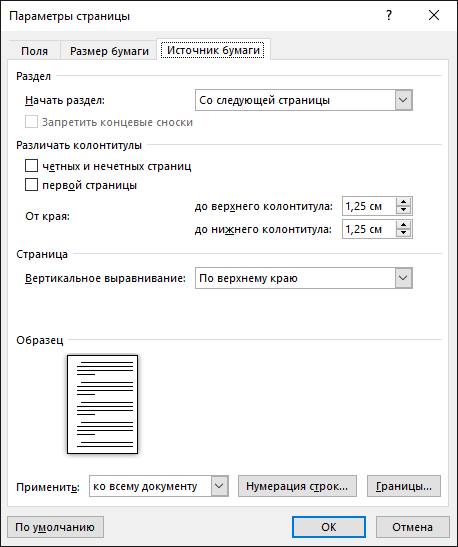 Параметры страницы
Поля Размер бумаги Источник бумаги
Раздел
Начать раздел: Со следующей страницы
Запретить концевые сноски
Различать колонтитулы
четных и нечетных страниц
первой страницы
От края: до верхнего колонтитула: 1,25 см
до нижнего колонтитула: 1,25 см
Страница
Вертикальное выравнивание: По верхнему краю
Образец
Применить: ко всему документу Нумерация строк... Границы...
По умолчанию ОК Отмена